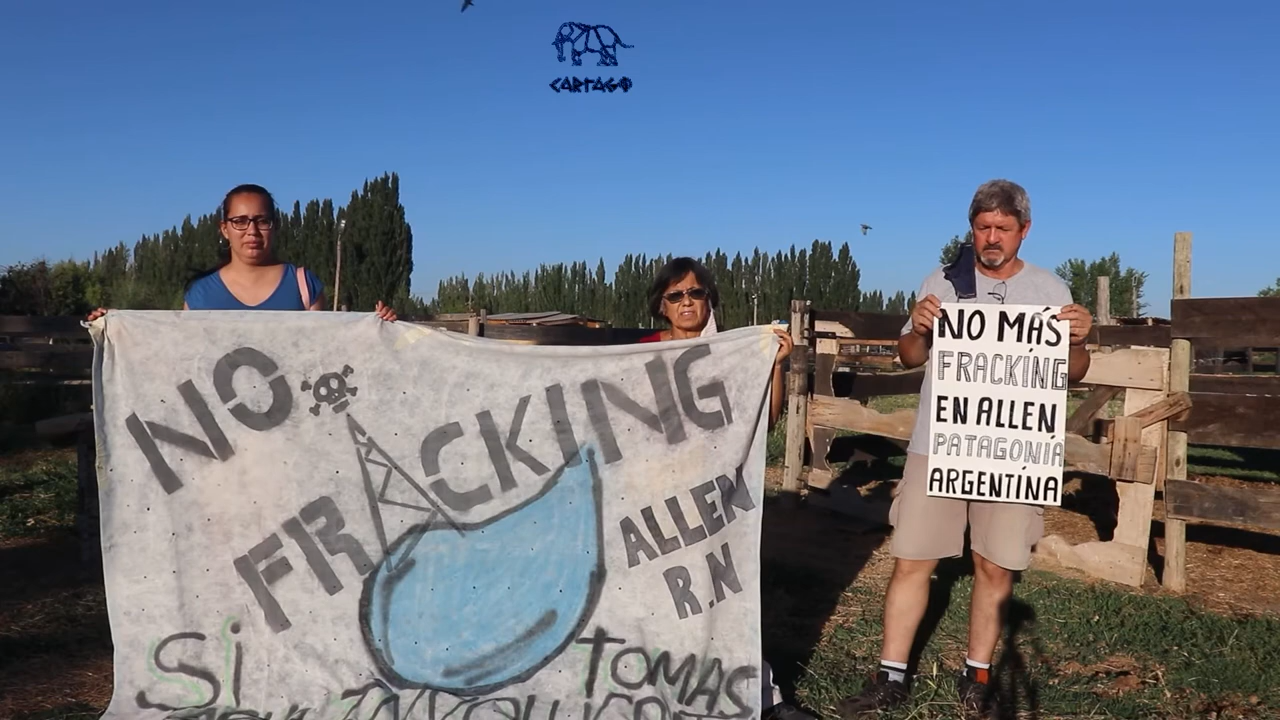 CARTAGO
NO
FRACKING
ALLEN
R.N
Si
TOMAS
NO MÁS
FRACKING
EN ALLEN
PATAGONIA
ARGENTINA